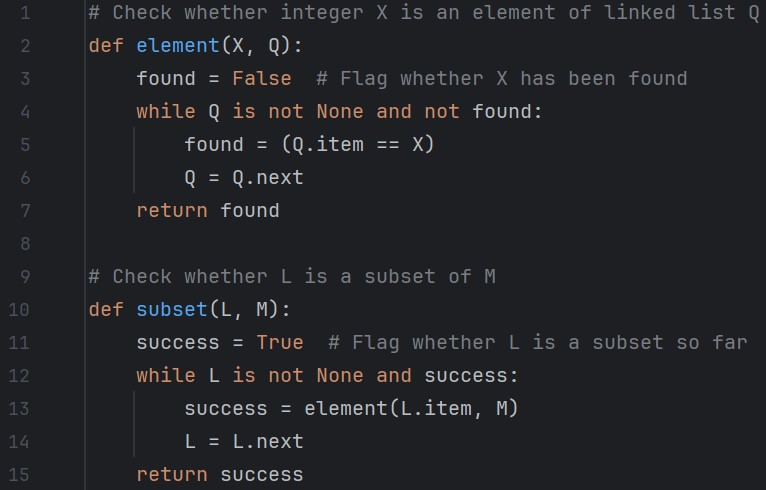 1 # Check whether integer X is an element of linked list Q
2 def element(X, Q):
3     found = False  # Flag whether X has been found
4     while Q is not None and not found:
5         found = (Q.item == X)
6         Q = Q.next
7     return found
8
9 # Check whether L is a subset of M
10 def subset(L, M):
11     success = True  # Flag whether L is a subset so far
12     while L is not None and success:
13         success = element(L.item, M)
14         L = L.next
15     return success